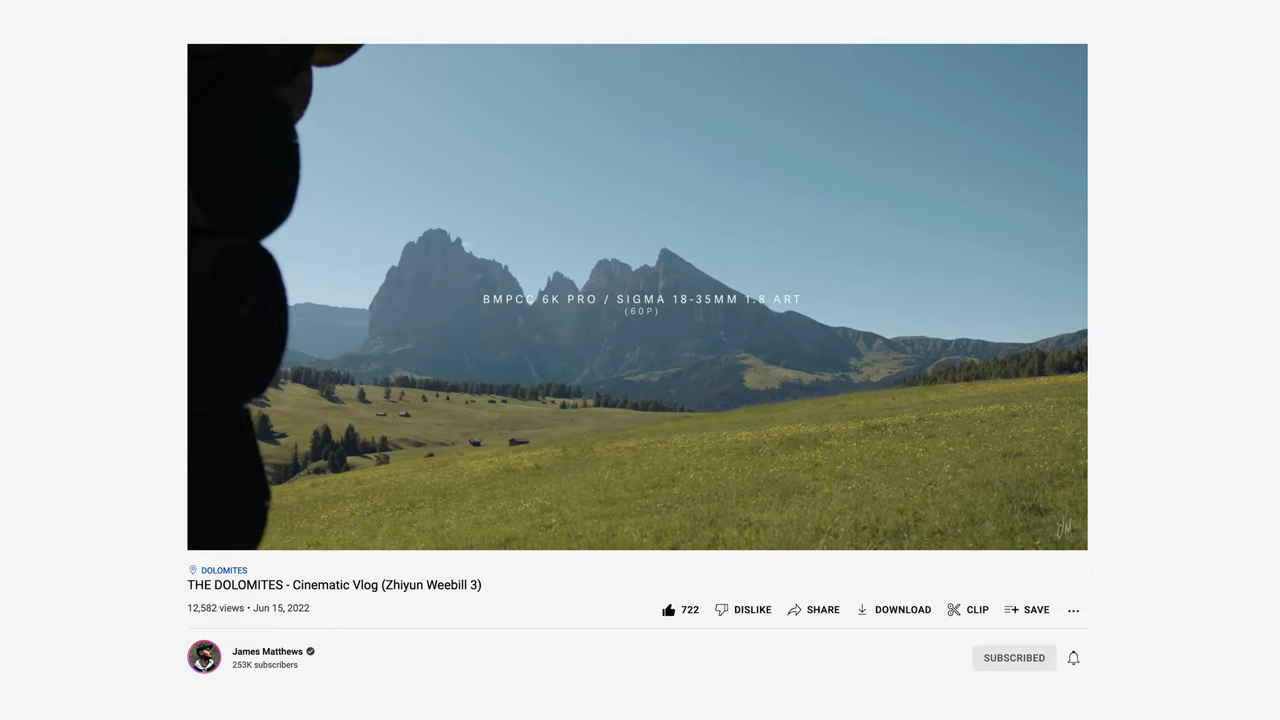 BMPCC 6K PRO / SIGMA 18-35MM 1.8 ART
(60P)
JM
DOLOMITES
THE DOLOMITES - Cinematic Vlog (Zhiyun Weebill 3)
12,582 views • Jun 15, 2022
722 DISLIKE SHARE DOWNLOAD CLIP SAVE ...
James Matthews
253K subscribers
SUBSCRIBED